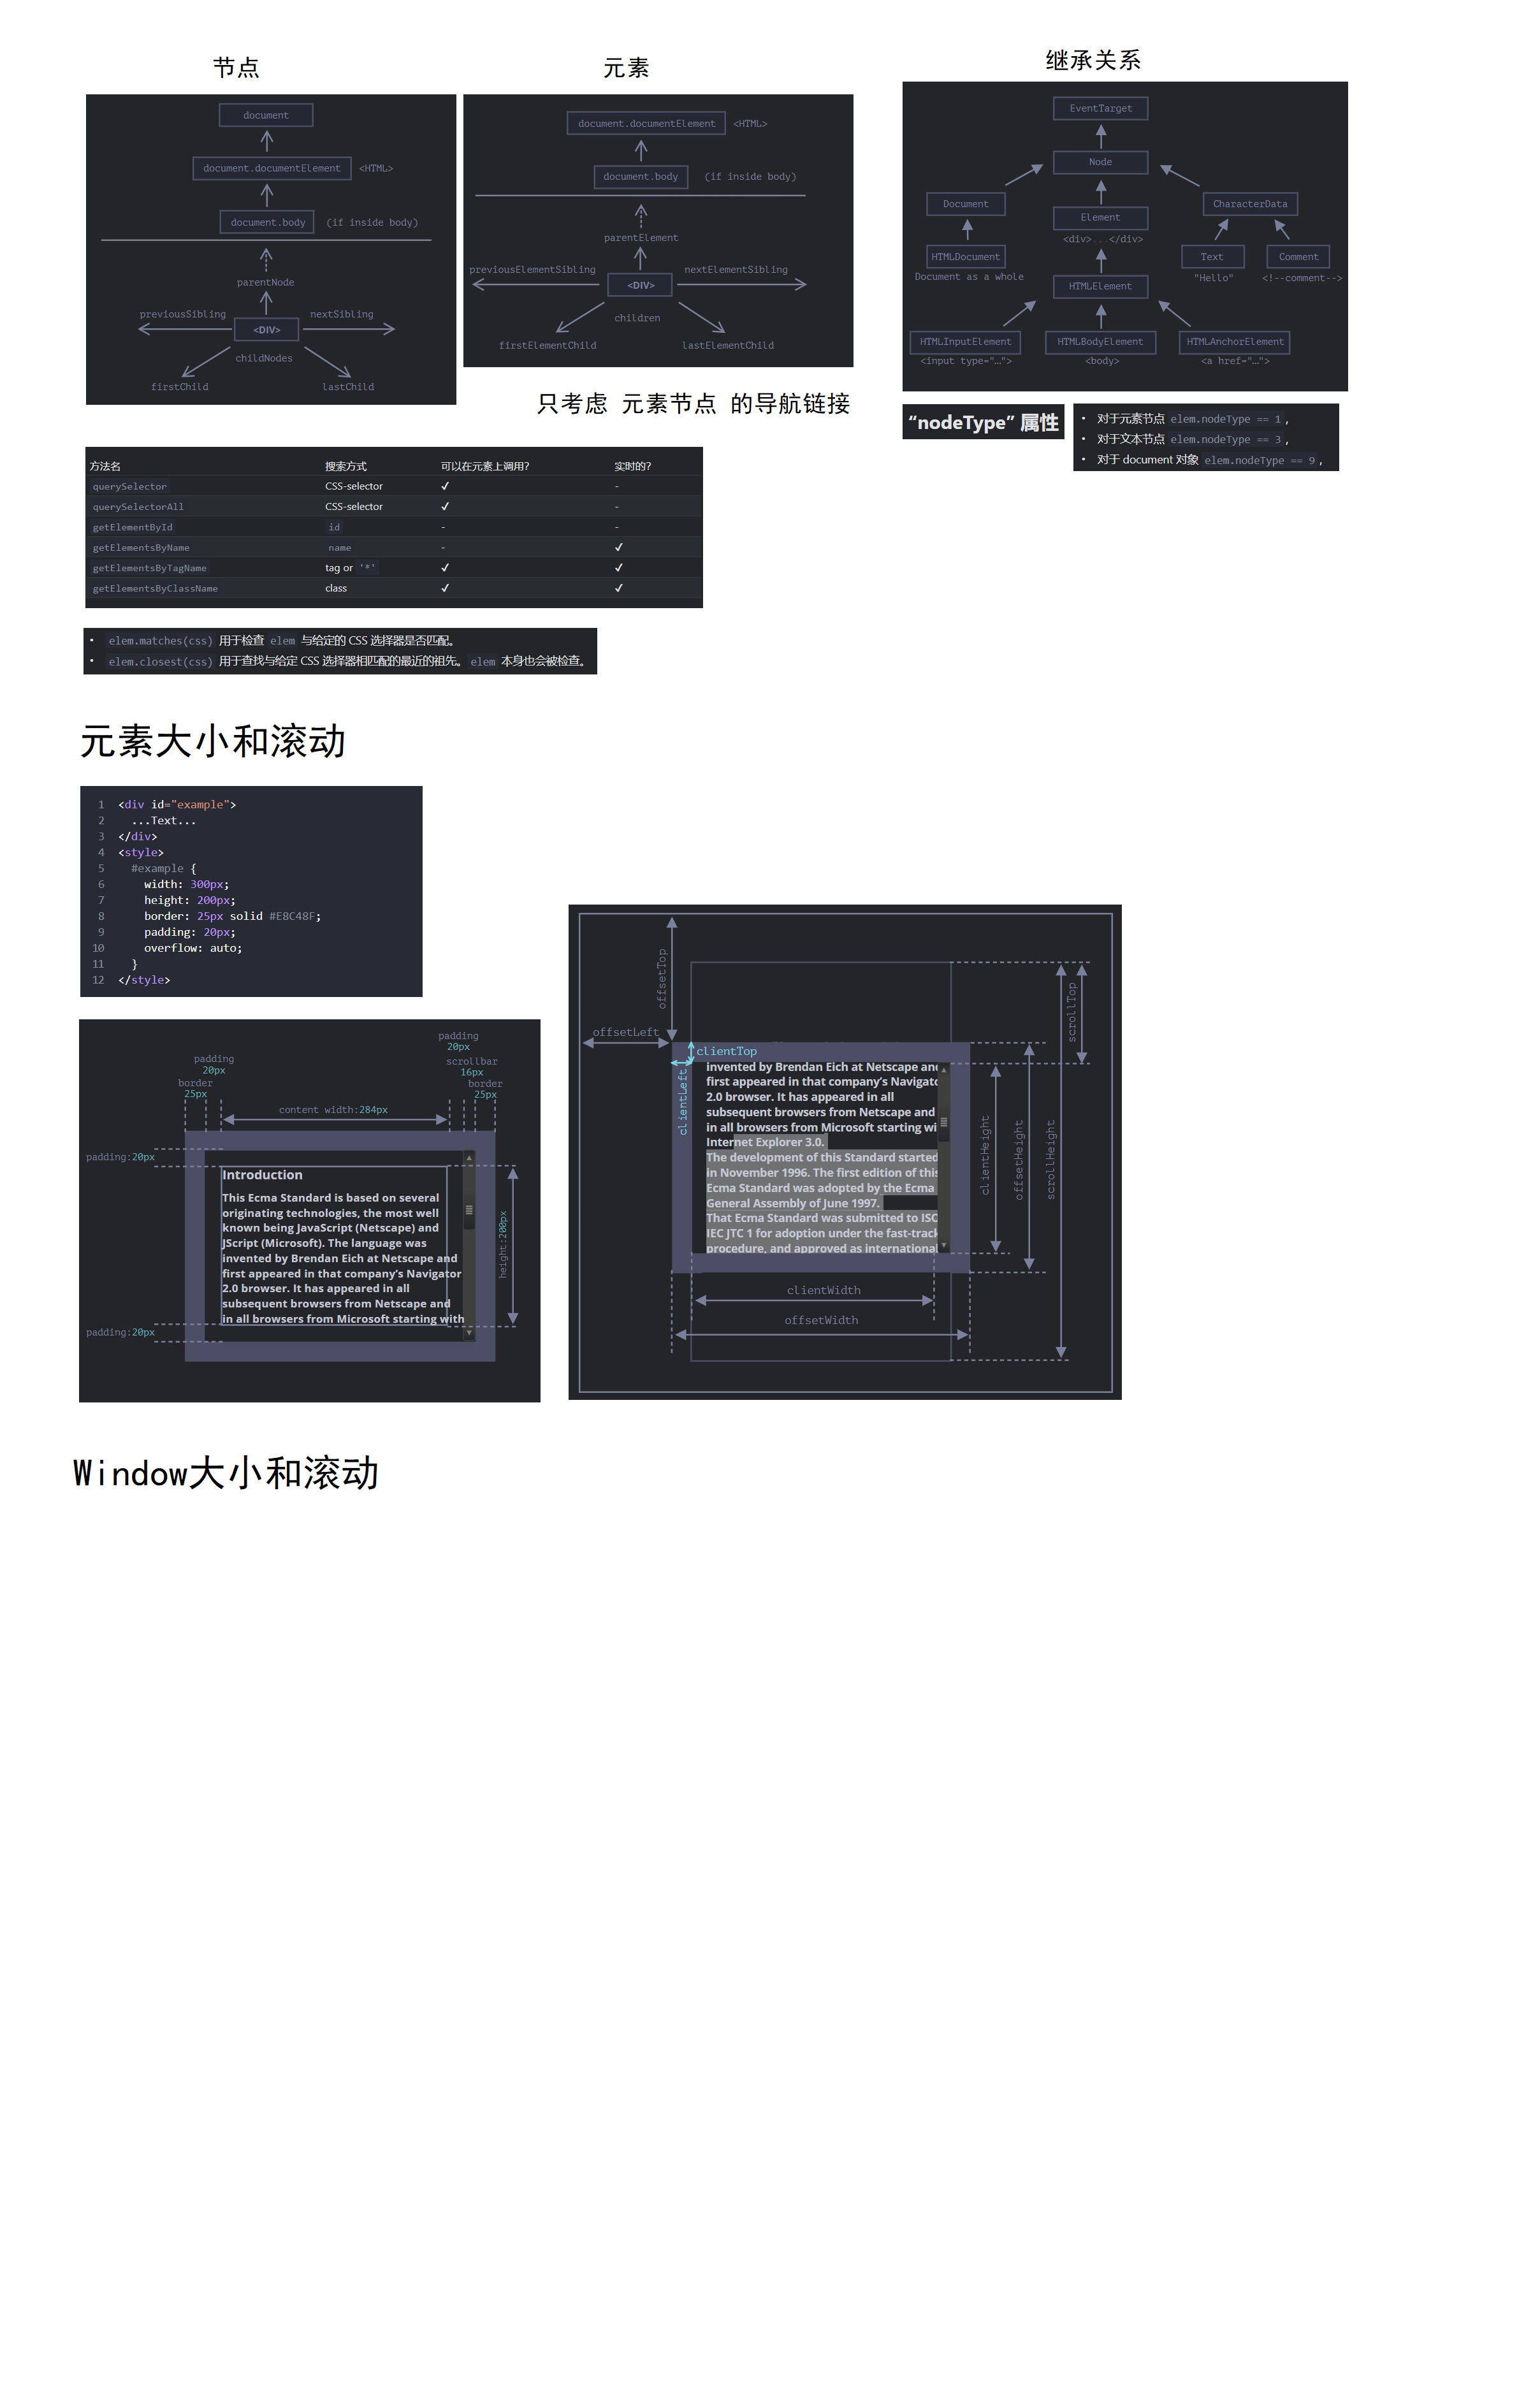 节点
document
document.documentElement <HTML>
document.body (if inside body)
parentNode
previousSibling nextSibling
<DIV>
childNodes
firstChild lastChild
元素
document.documentElement <HTML>
document.body (if inside body)
parentElement
previousElementSibling nextElementSibling
<DIV>
children
firstElementChild lastElementChild
只考虑 元素节点 的导航链接
继承关系
EventTarget
Node
Document Element CharacterData
<div>...</div>
HTMLDocument Text Comment
Document as a whole "Hello" <!--comment-->
HTMLElement
HTMLInputElement HTMLBodyElement HTMLAnchorElement
<input type="…"> <body> <a href="…">
“nodeType” 属性
• 对于元素节点 elem.nodeType == 1，
• 对于文本节点 elem.nodeType == 3，
• 对于 document 对象 elem.nodeType == 9，
方法名 搜索方式 可以在元素上调用? 实时的?
querySelector CSS-selector ✔ -
querySelectorAll CSS-selector ✔ -
getElementById id - -
getElementsByName name - ✔
getElementsByTagName tag or '*' ✔ ✔
getElementsByClassName class ✔ ✔
• elem.matches(css) 用于检查 elem 与给定的 CSS 选择器是否匹配。
• elem.closest(css) 用于查找与给定 CSS 选择器相匹配的最近的祖先。elem 本身也会被检查。
元素大小和滚动
1 <div id="example">
2 ...Text...
3 </div>
4 <style>
5 #example {
6 width: 300px;
7 height: 200px;
8 border: 25px solid #E8C48F;
9 padding: 20px;
10 overflow: auto;
11 }
12 </style>
padding
20px
scrollbar
16px
border
25px
padding
20px
border
25px
content width:284px
padding:20px
Introduction
This Ecma Standard is based on several
originating technologies, the most well
known being JavaScript (Netscape) and
JScript (Microsoft). The language was
invented by Brendan Eich at Netscape and
first appeared in that company’s Navigator
2.0 browser. It has appeared in all
subsequent browsers from Netscape and
in all browsers from Microsoft starting with
height:200px
padding:20px
offsetTop
offsetLeft
clientTop
clientLeft
invented by Brendan Eich at Netscape and
first appeared in that company’s Navigato
2.0 browser. It has appeared in all
subsequent browsers from Netscape and
in all browsers from Microsoft starting wi
Internet Explorer 3.0.
The development of this Standard started
in November 1996. The first edition of this
Ecma Standard was adopted by the Ecma
General Assembly of June 1997.
That Ecma Standard was submitted to ISO
IEC JTC 1 for adoption under the fast-track
procedure, and approved as international
scrollTop
clientHeight
offsetHeight
scrollHeight
clientWidth
offsetWidth
Window大小和滚动